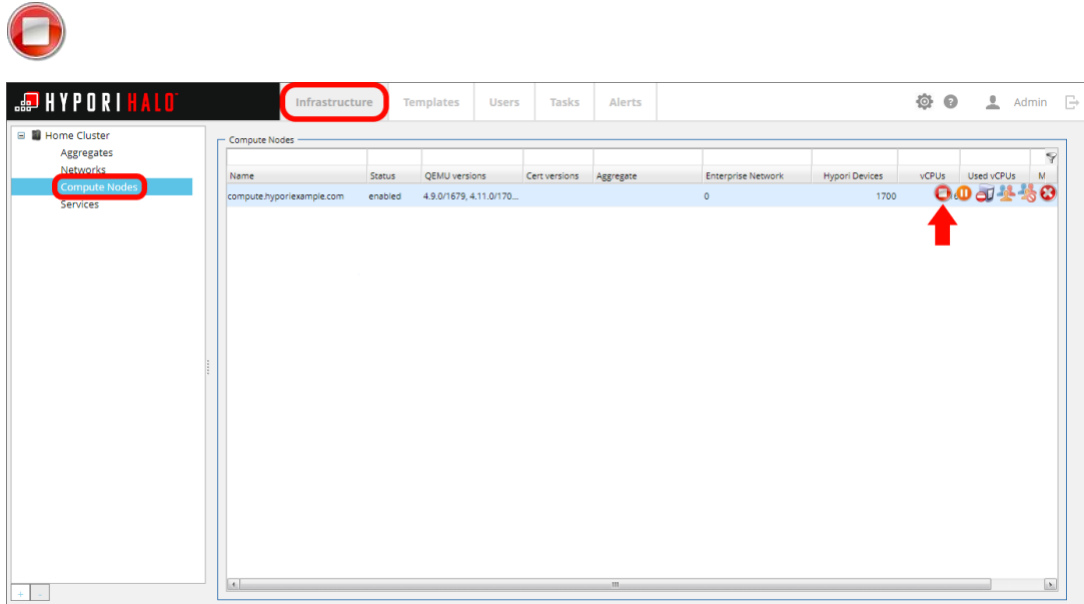 HYPORI HALO
Infrastructure Templates Users Tasks Alerts
Admin
Home Cluster
Aggregates
Networks
Compute Nodes
Services
Compute Nodes
Name Status QEMU versions Cert versions Aggregate Enterprise Network Hypori Devices vCPUs Used vCPUs M
compute.hyporiexample.com enabled 4.9.0/1679, 4.11.0/170... 0 1700